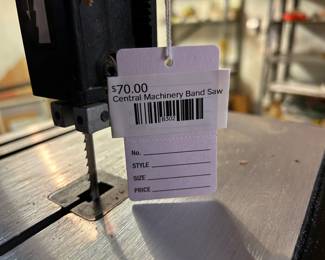 $70.00
Central Machinery Band Saw
No.
STYLE
SIZE
PRICE